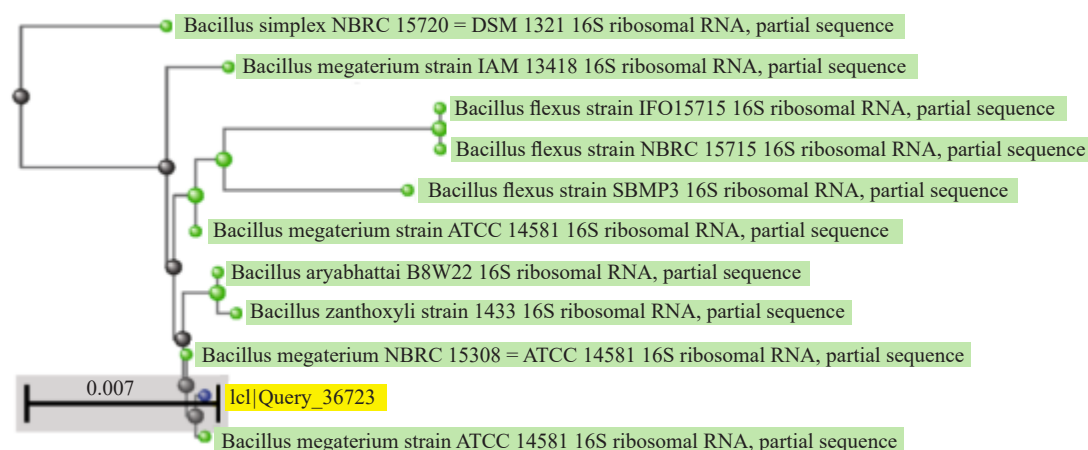 Bacillus simplex NBRC 15720 = DSM 1321 16S ribosomal RNA, partial sequence
Bacillus megaterium strain IAM 13418 16S ribosomal RNA, partial sequence
Bacillus flexus strain IFO15715 16S ribosomal RNA, partial sequence
Bacillus flexus strain NBRC 15715 16S ribosomal RNA, partial sequence
Bacillus flexus strain SBMP3 16S ribosomal RNA, partial sequence
Bacillus megaterium strain ATCC 14581 16S ribosomal RNA, partial sequence
Bacillus aryabhattai B8W22 16S ribosomal RNA, partial sequence
Bacillus zanthoxyli strain 1433 16S ribosomal RNA, partial sequence
Bacillus megaterium NBRC 15308 = ATCC 14581 16S ribosomal RNA, partial sequence
0.007
lcl|Query_36723
Bacillus megaterium strain ATCC 14581 16S ribosomal RNA, partial sequence